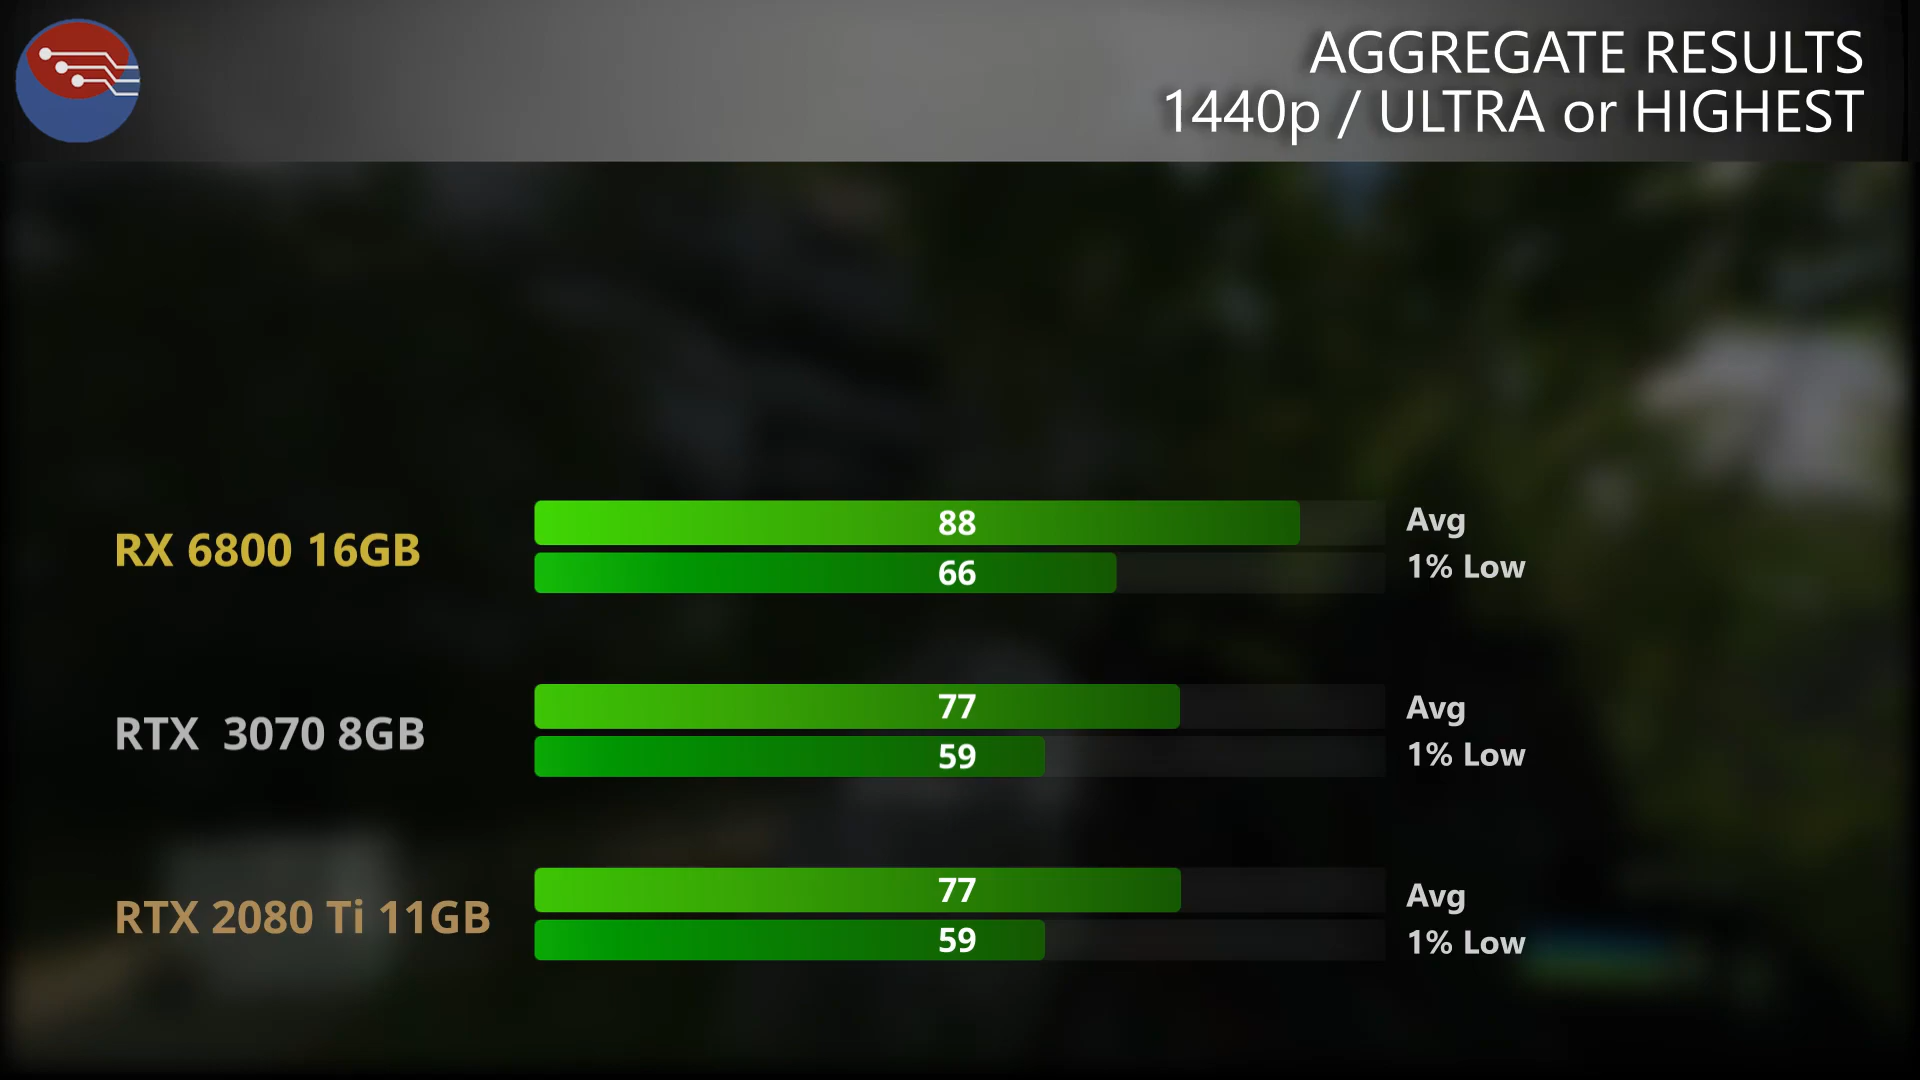 AGGREGATE RESULTS
1440p / ULTRA or HIGHEST
RX 6800 16GB
88
Avg
66
1% Low
RTX 3070 8GB
77
Avg
59
1% Low
RTX 2080 Ti 11GB
77
Avg
59
1% Low